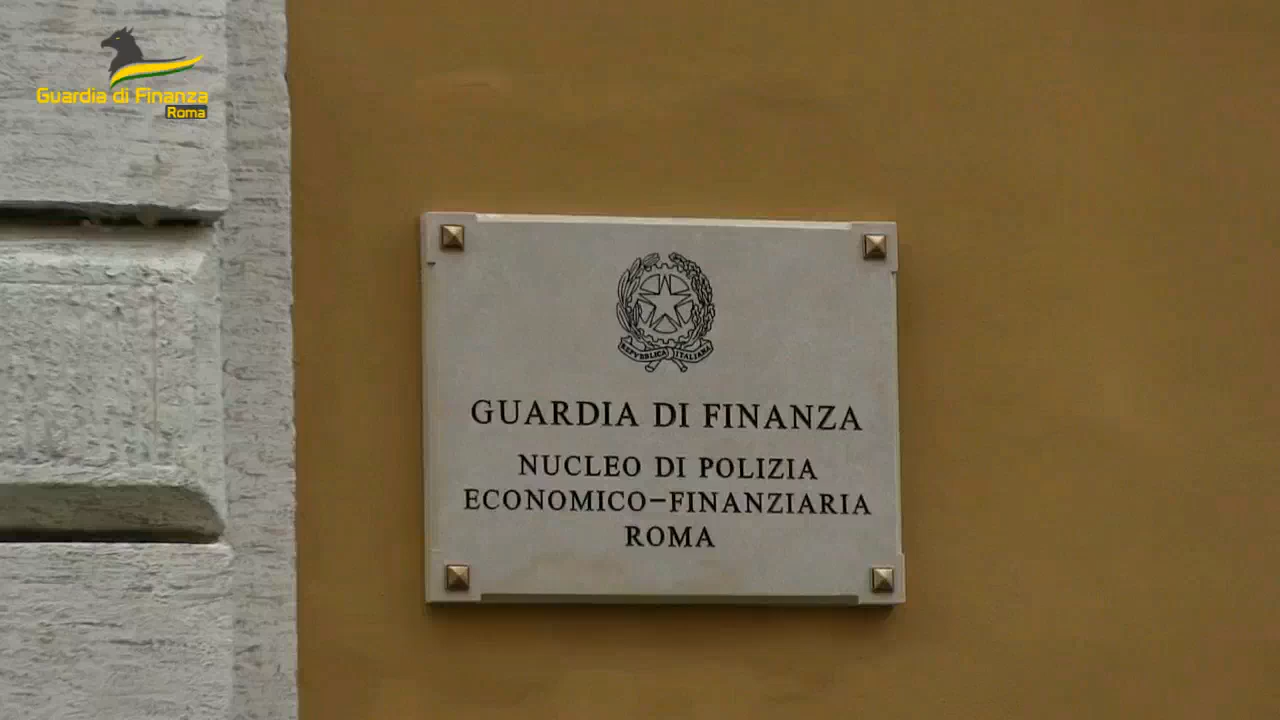 Guardia di Finanza
Roma
REPVBBLICA ITALIANA
GUARDIA DI FINANZA
NUCLEO DI POLIZIA
ECONOMICO-FINANZIARIA
ROMA